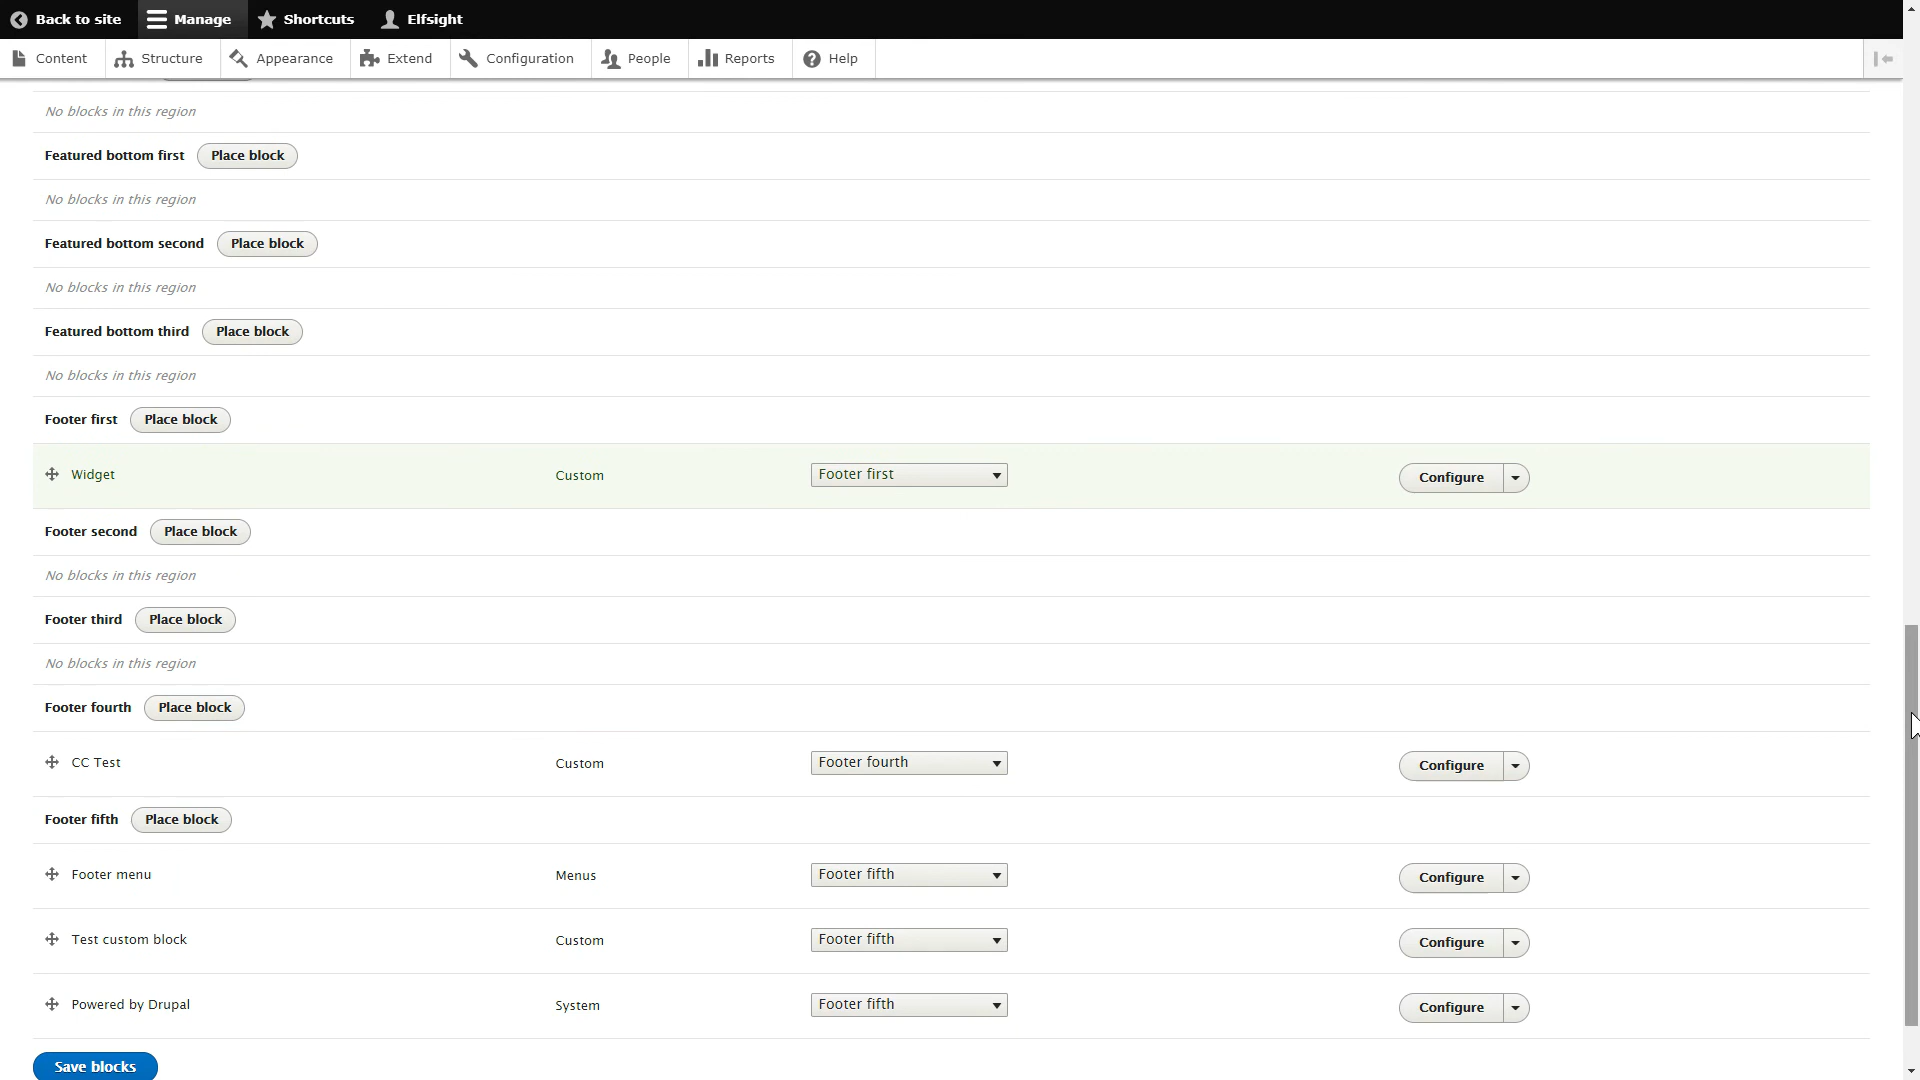 Back to site Manage Shortcuts Elfsight
Content Structure Appearance Extend Configuration People Reports Help
No blocks in this region
Featured bottom first Place block
No blocks in this region
Featured bottom second Place block
No blocks in this region
Featured bottom third Place block
No blocks in this region
Footer first Place block
Widget Custom Footer first Configure
Footer second Place block
No blocks in this region
Footer third Place block
No blocks in this region
Footer fourth Place block
CC Test Custom Footer fourth Configure
Footer fifth Place block
Footer menu Menus Footer fifth Configure
Test custom block Custom Footer fifth Configure
Powered by Drupal System Footer fifth Configure
Save blocks